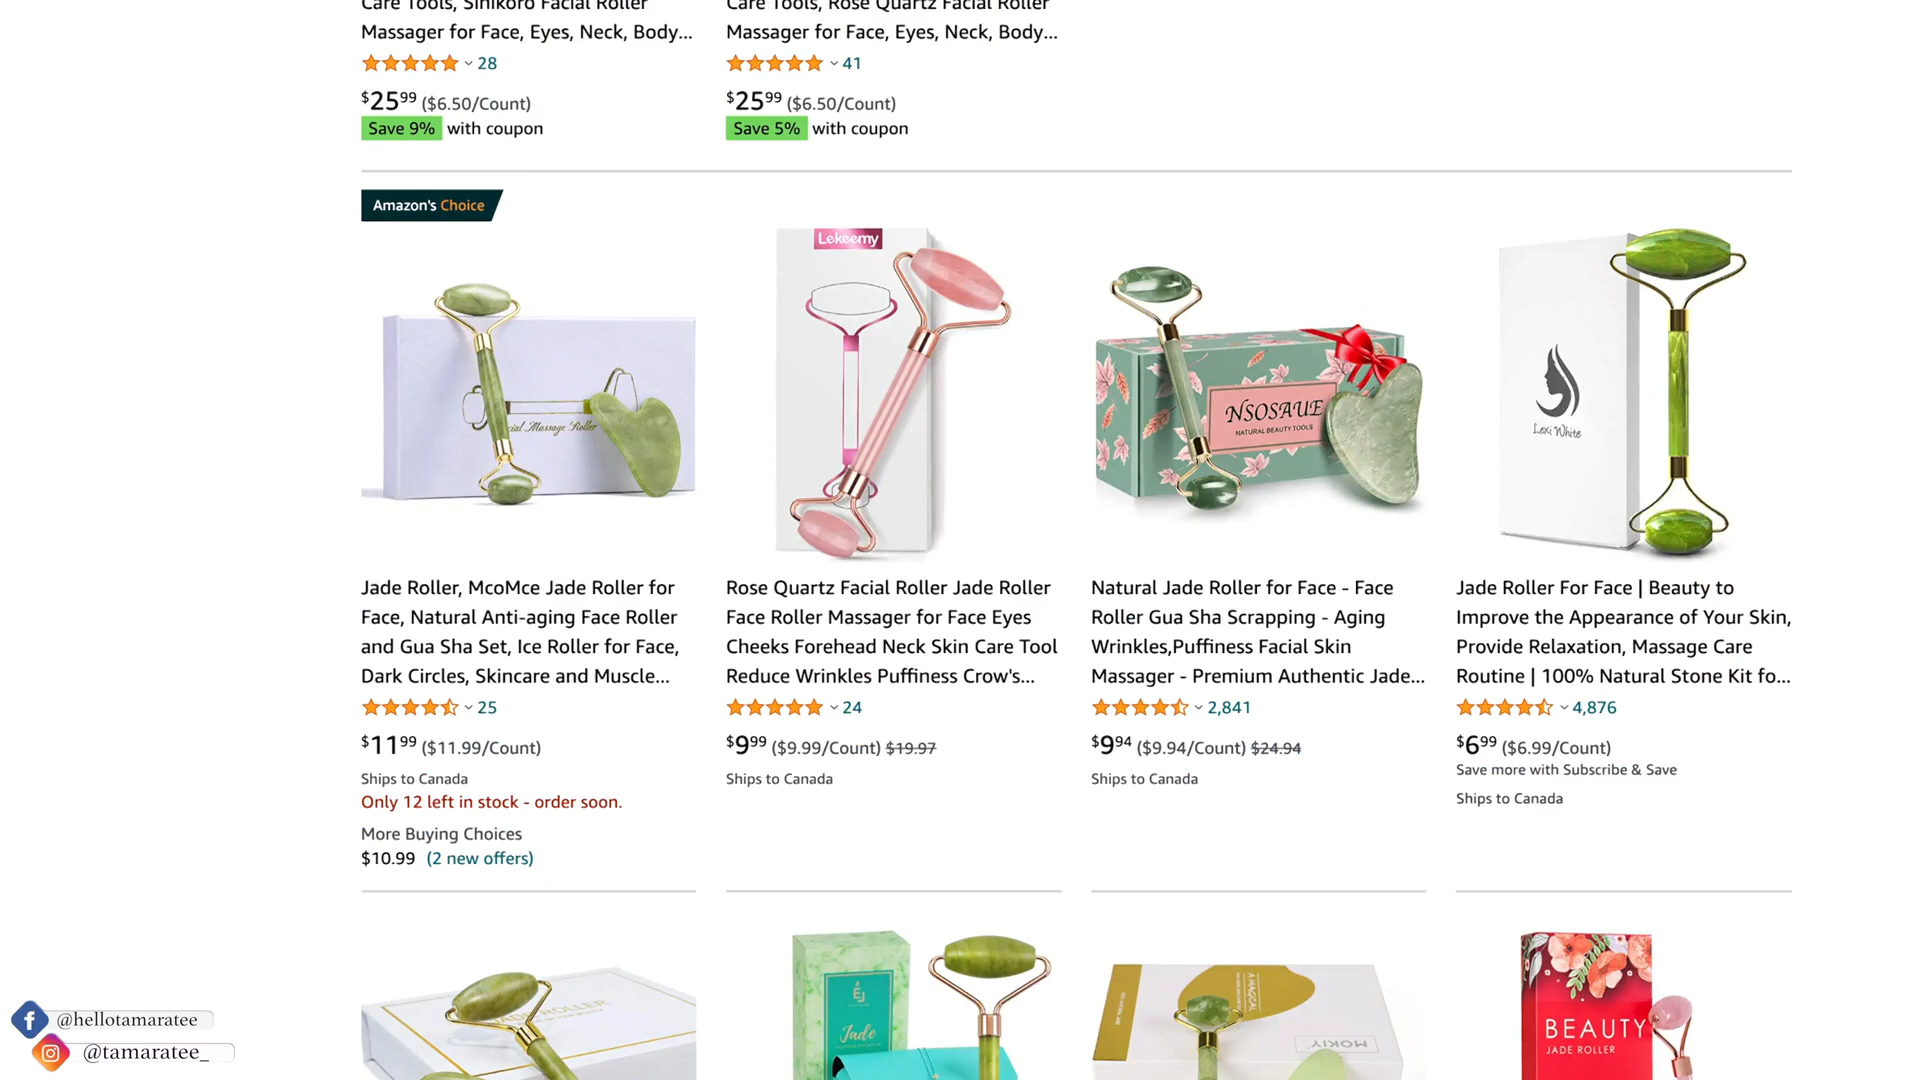 Care Tools, Sinikoro Facial Roller
Massager for Face, Eyes, Neck, Body...
28
$25 99 ($6.50/Count)
Save 9% with coupon
Care Tools, Rose Quartz Facial Roller
Massager for Face, Eyes, Neck, Body...
41
$25 99 ($6.50/Count)
Save 5% with coupon
Amazon's Choice
cial Massage Roller
Jade Roller, McoMce Jade Roller for
Face, Natural Anti-aging Face Roller
and Gua Sha Set, Ice Roller for Face,
Dark Circles, Skincare and Muscle...
25
$11 99 ($11.99/Count)
Ships to Canada
Only 12 left in stock - order soon.
More Buying Choices
$10.99 (2 new offers)
Lekeemy
Rose Quartz Facial Roller Jade Roller
Face Roller Massager for Face Eyes
Cheeks Forehead Neck Skin Care Tool
Reduce Wrinkles Puffiness Crow's...
24
$9 99 ($9.99/Count) $19.97
Ships to Canada
NSOSAUE
NATURAL BEAUTY TOOLS
Natural Jade Roller for Face - Face
Roller Gua Sha Scrapping - Aging
Wrinkles,Puffiness Facial Skin
Massager - Premium Authentic Jade...
2,841
$9 94 ($9.94/Count) $24.94
Ships to Canada
Lexi White
Jade Roller For Face | Beauty to
Improve the Appearance of Your Skin,
Provide Relaxation, Massage Care
Routine | 100% Natural Stone Kit fo...
4,876
$6 99 ($6.99/Count)
Save more with Subscribe & Save
Ships to Canada
EJ
Jade
MOKIY
BEAUTY
JADE ROLLER
@hellotamaratee
@tamaratee_